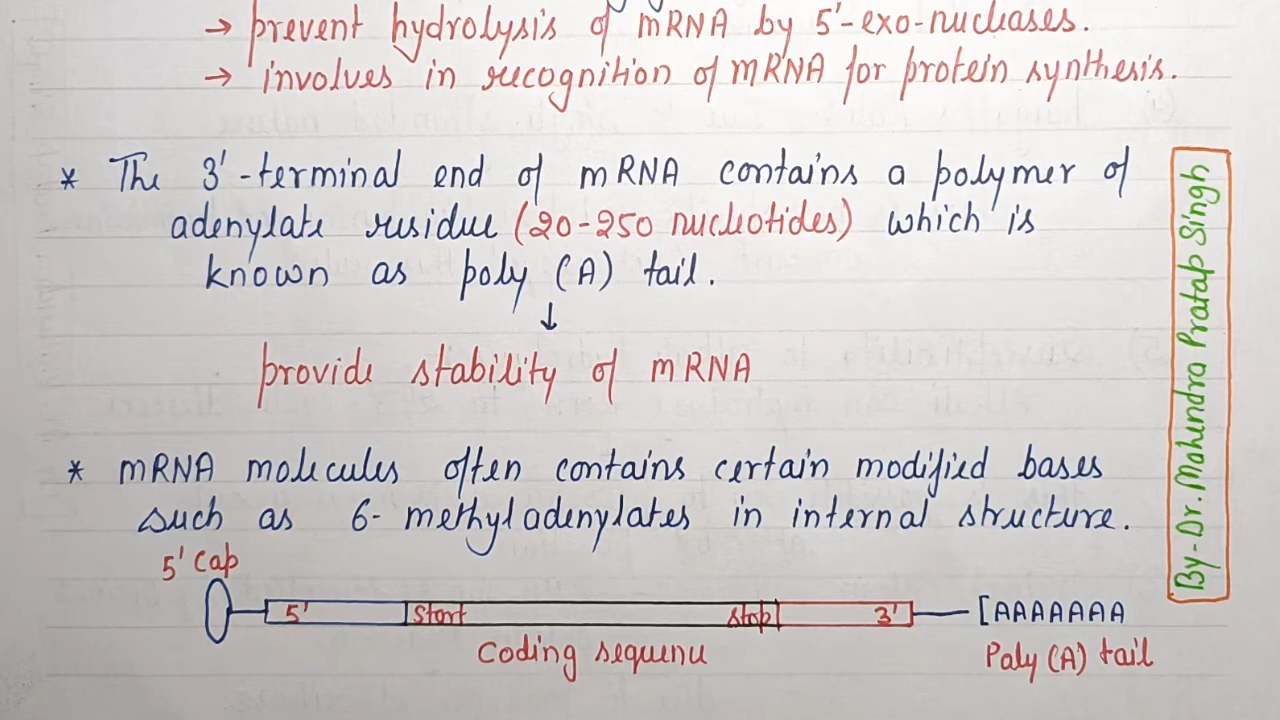 → prevent hydrolysis of mRNA by 5'-exo-nucleases.
→ involves in recognition of mRNA for protein synthesis.
* The 3'-terminal end of mRNA contains a polymer of
adenylate residue (20-250 nucleotides) which is
known as poly (A) tail.
↓
provide stability of mRNA
* mRNA molecules often contains certain modified bases
such as 6-methyladenylates in internal structure.
5' Cap
5' Start stop 3' [AAAAAAA
Coding sequence
Paly (A) tail
By-Dr. Mahendra Pratap Singh